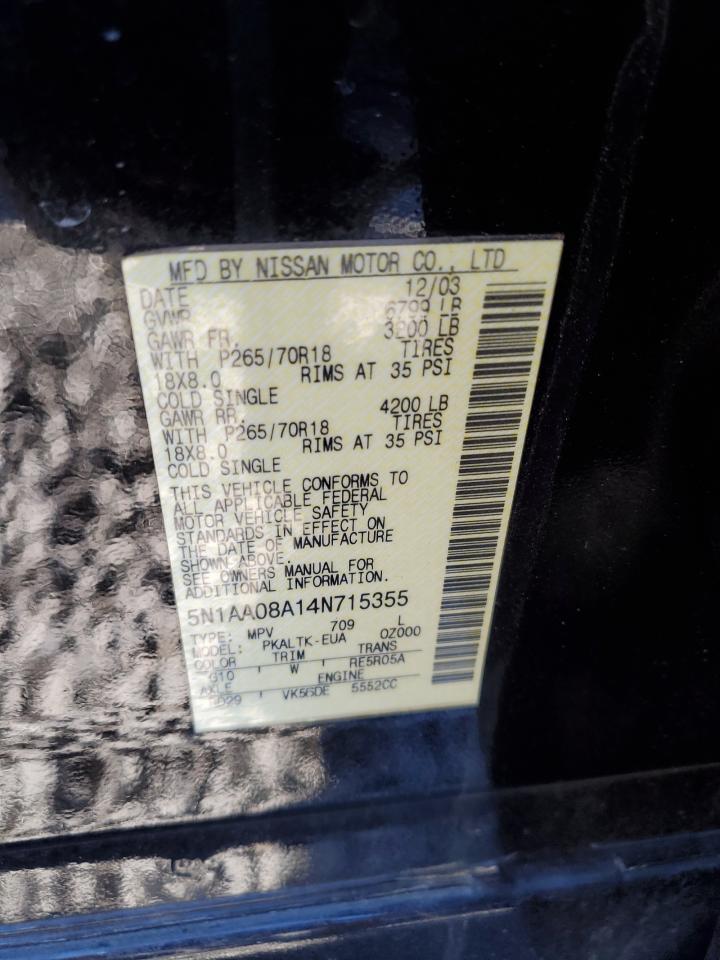 MFD BY NISSAN MOTOR CO., LTD
DATE 12/03
GVWR 6799 LB
GAWR FR. 3200 LB
WITH P265/70R18 TIRES
18X8.0 RIMS AT 35 PSI
COLD SINGLE
GAWR RR. 4200 LB
WITH P265/70R18 TIRES
18X8.0 RIMS AT 35 PSI
COLD SINGLE
THIS VEHICLE CONFORMS TO
ALL APPLICABLE FEDERAL
MOTOR VEHICLE SAFETY
STANDARDS IN EFFECT ON
THE DATE OF MANUFACTURE
SHOWN ABOVE.
SEE OWNERS MANUAL FOR
ADDITIONAL INFORMATION.
5N1AA08A14N715355
TYPE: MPV 709 L
MODEL: PKALTK-EUA OZ000
COLOR TRIM TRANS
G10 W RE5R05A
AXLE ENGINE
VK56DE 5552CC